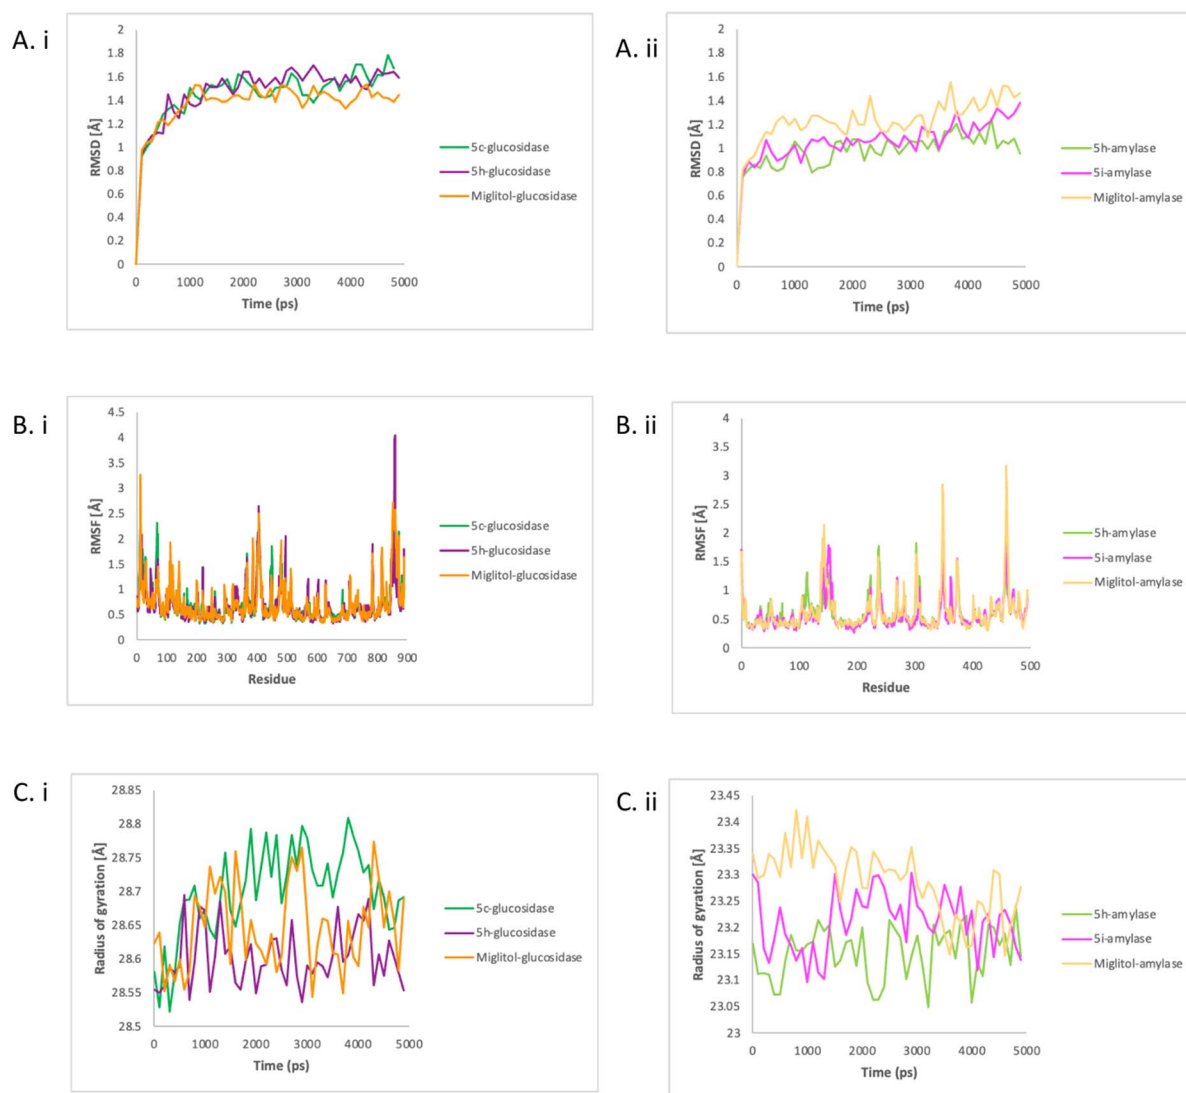 A. i
RMSD [Å]
2
1.8
1.6
1.4
1.2
1
0.8
0.6
0.4
0.2
0
0 1000 2000 3000 4000 5000
Time (ps)
5c-glucosidase
5h-glucosidase
Miglitol-glucosidase
A. ii
RMSD [Å]
2
1.8
1.6
1.4
1.2
1
0.8
0.6
0.4
0.2
0
0 1000 2000 3000 4000 5000
Time (ps)
5h-amylase
5i-amylase
Miglitol-amylase
B. i
RMSF [Å]
4.5
4
3.5
3
2.5
2
1.5
1
0.5
0
0 100 200 300 400 500 600 700 800 900
Residue
5c-glucosidase
5h-glucosidase
Miglitol-glucosidase
B. ii
RMSF [Å]
4
3.5
3
2.5
2
1.5
1
0.5
0
0 100 200 300 400 500
Residue
5h-amylase
5i-amylase
Miglitol-amylase
C. i
Radius of gyration [Å]
28.85
28.8
28.75
28.7
28.65
28.6
28.55
28.5
0 1000 2000 3000 4000 5000
Time (ps)
5c-glucosidase
5h-glucosidase
Miglitol-glucosidase
C. ii
Radius of gyration [Å]
23.45
23.4
23.35
23.3
23.25
23.2
23.15
23.1
23.05
23
0 1000 2000 3000 4000 5000
Time (ps)
5h-amylase
5i-amylase
Miglitol-amylase